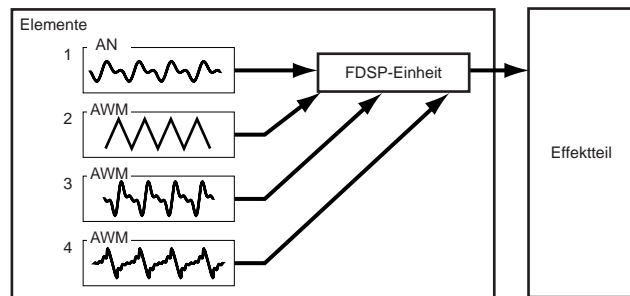 Elemente
1 AN
FDSP-Einheit
2 AWM
Effektteil
3 AWM
4 AWM